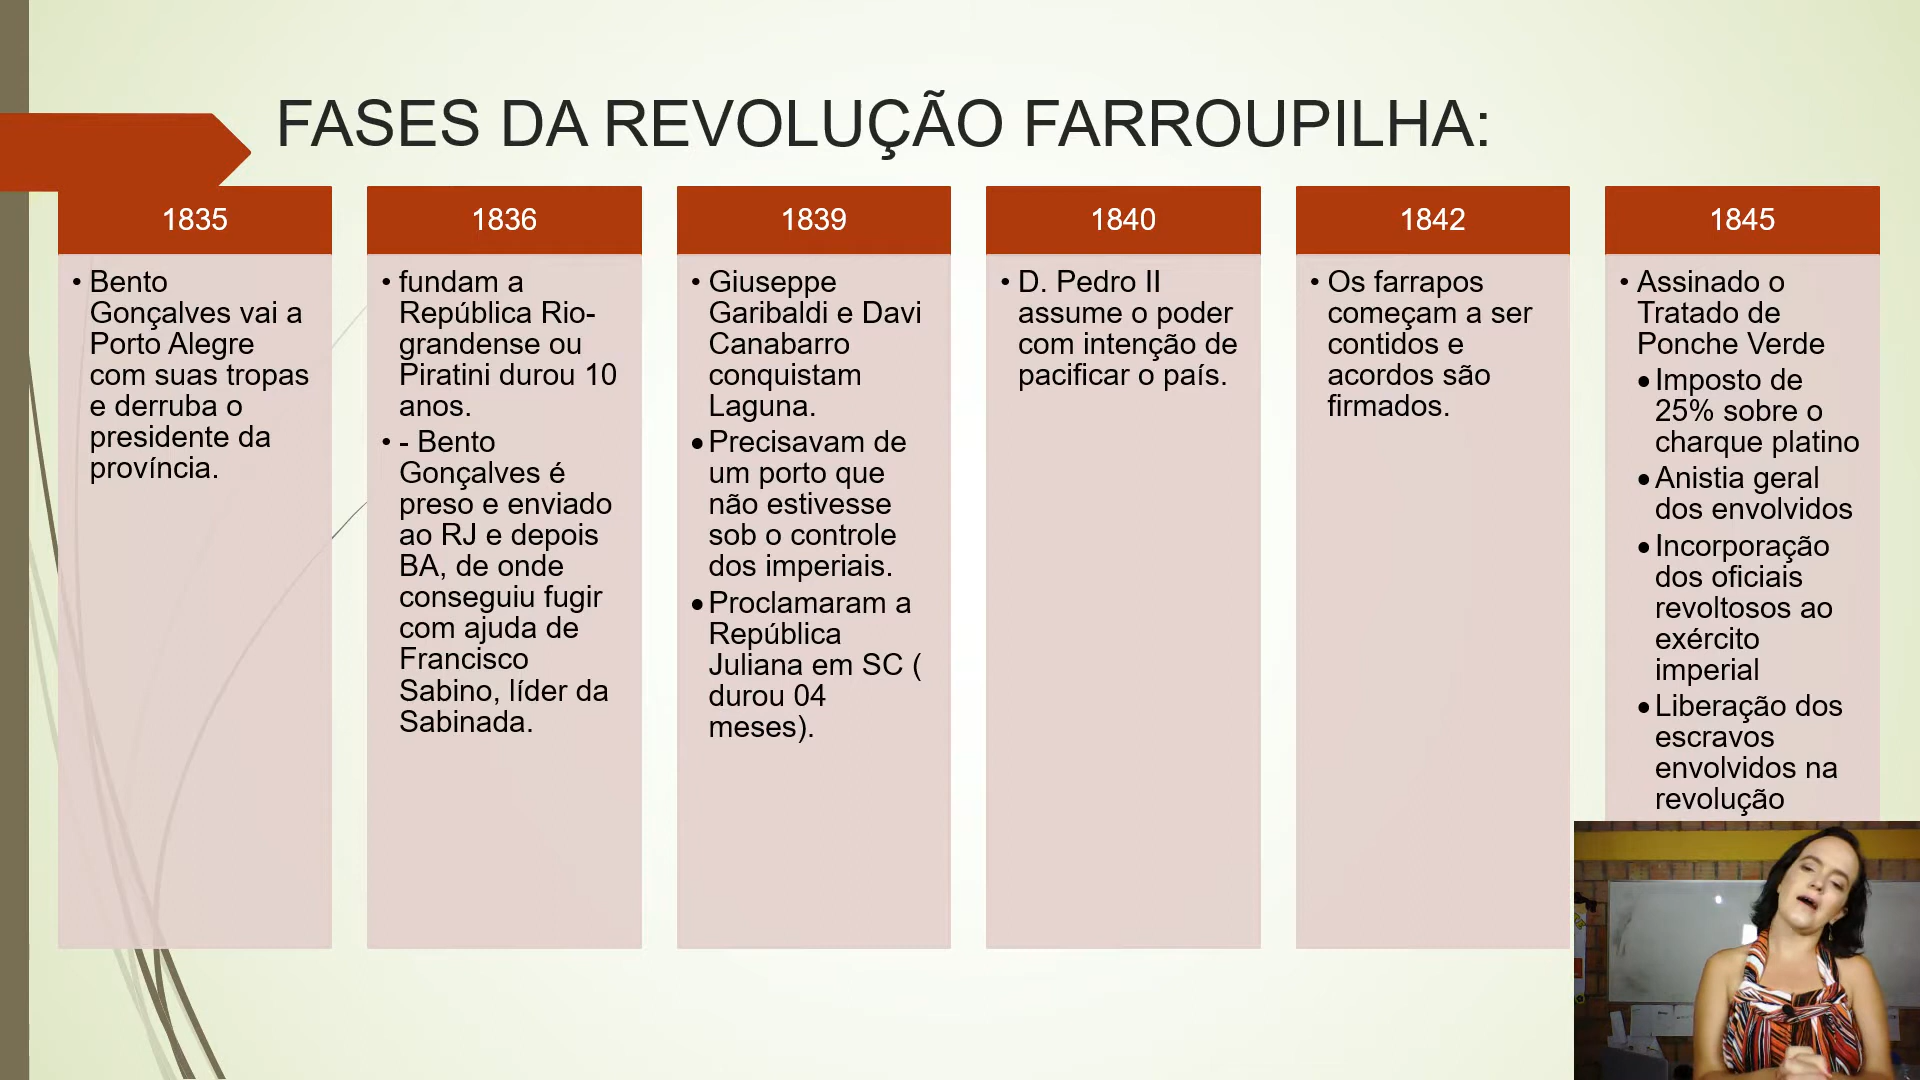 FASES DA REVOLUÇÃO FARROUPILHA:
1835
• Bento
Gonçalves vai a
Porto Alegre
com suas tropas
e derruba o
presidente da
província.
1836
• fundam a
República Rio-
grandense ou
Piratini durou 10
anos.
• - Bento
Gonçalves é
preso e enviado
ao RJ e depois
BA, de onde
conseguiu fugir
com ajuda de
Francisco
Sabino, líder da
Sabinada.
1839
• Giuseppe
Garibaldi e Davi
Canabarro
conquistam
Laguna.
• Precisavam de
um porto que
não estivesse
sob o controle
dos imperiais.
• Proclamaram a
República
Juliana em SC (
durou 04
meses).
1840
• D. Pedro II
assume o poder
com intenção de
pacificar o país.
1842
• Os farrapos
começam a ser
contidos e
acordos são
firmados.
1845
• Assinado o
Tratado de
Ponche Verde
• Imposto de
25% sobre o
charque platino
• Anistia geral
dos envolvidos
• Incorporação
dos oficiais
revoltosos ao
exército
imperial
• Liberação dos
escravos
envolvidos na
revolução